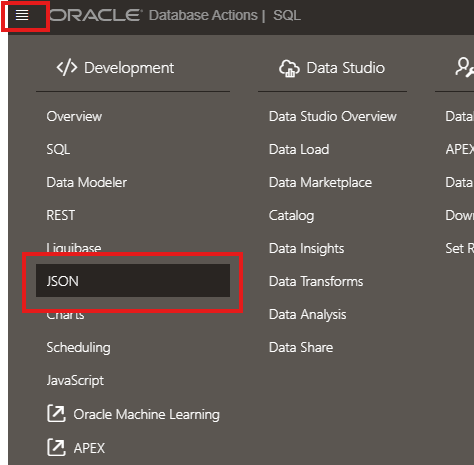 ORACLE Database Actions | SQL
Development
Overview
SQL
Data Modeler
REST
Liquibase
JSON
Charts
Scheduling
JavaScript
Oracle Machine Learning
APEX
Data Studio
Data Studio Overview
Data Load
Data Marketplace
Catalog
Data Insights
Data Transforms
Data Analysis
Data Share
Datab
APEX
Data
Down
Set R